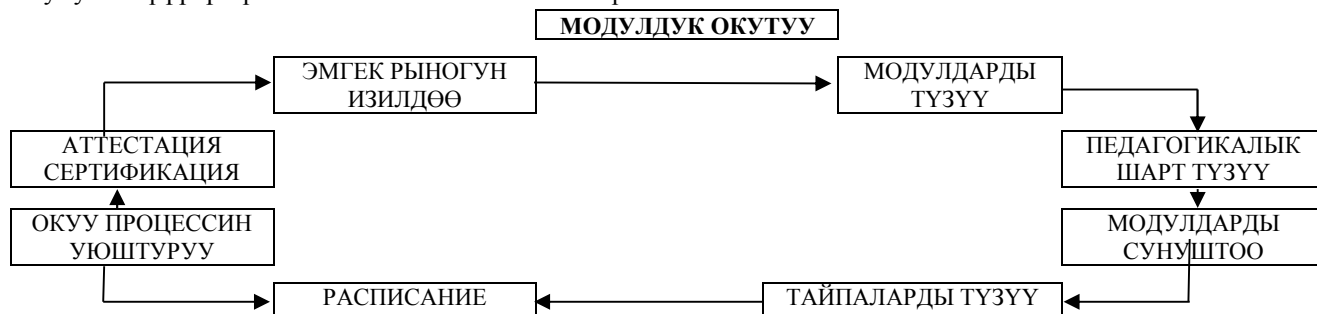 МОДУЛДУК ОКУТУУ
ЭМГЕК РЫНОГУН
ИЗИЛДӨӨ
МОДУЛДАРДЫ
ТҮЗҮҮ
АТТЕСТАЦИЯ
СЕРТИФИКАЦИЯ
ПЕДАГОГИКАЛЫК
ШАРТ ТҮЗҮҮ
ОКУУ ПРОЦЕССИН
УЮШТУРУУ
МОДУЛДАРДЫ
СУНУШТОО
РАСПИСАНИЕ
ТАЙПАЛАРДЫ ТҮЗҮҮ